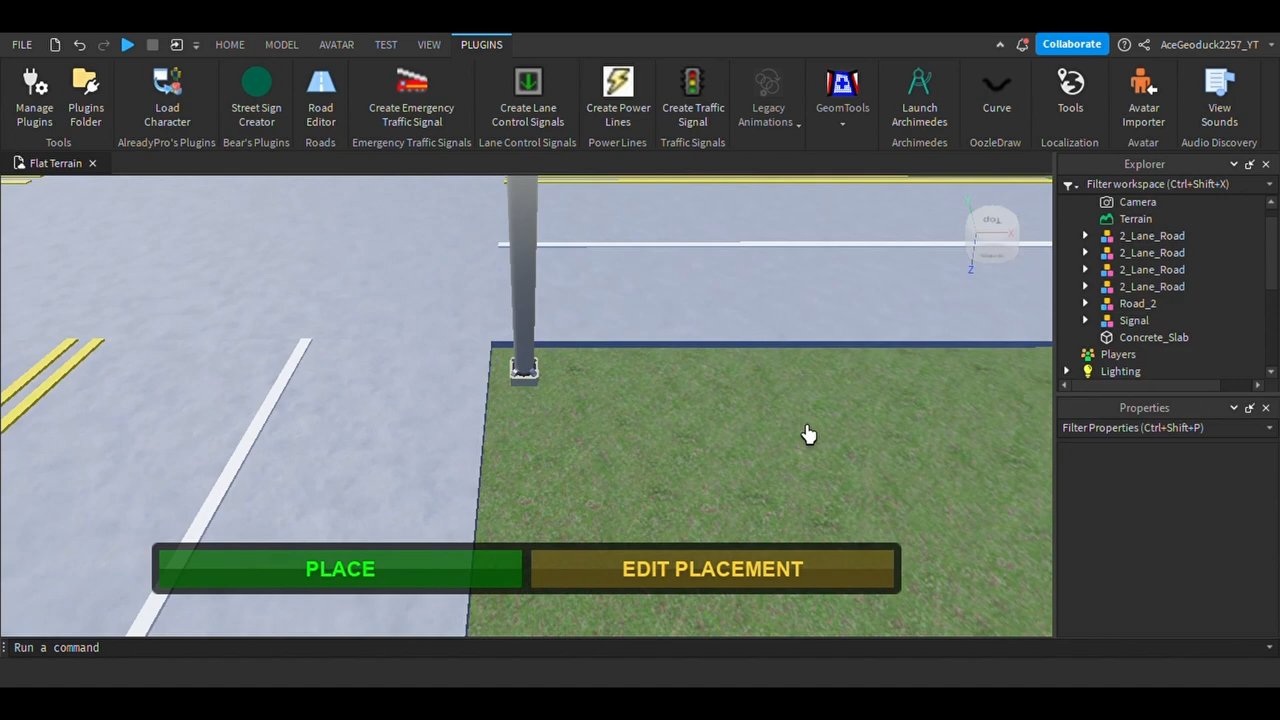 FILE HOME MODEL AVATAR TEST VIEW PLUGINS Collaborate AceGeoduck2257_YT
Manage Plugins
Plugins Folder
Tools
Load Character
AlreadyPro's Plugins
Street Sign Creator
Bear's Plugins
Road Editor
Roads
Create Emergency Traffic Signal
Emergency Traffic Signals
Create Lane Control Signals
Lane Control Signals
Create Power Lines
Power Lines
Create Traffic Signal
Traffic Signals
Legacy Animations
GeomTools
Launch Archimedes
Archimedes
Curve
OozleDraw
Tools
Localization
Avatar Importer
Avatar
View Sounds
Audio Discovery
Flat Terrain
Explorer
Filter workspace (Ctrl+Shift+X)
Camera
Terrain
2_Lane_Road
2_Lane_Road
2_Lane_Road
2_Lane_Road
Road_2
Signal
Concrete_Slab
Players
Lighting
Properties
Filter Properties (Ctrl+Shift+P)
Top
X
Z
PLACE
EDIT PLACEMENT
Run a command